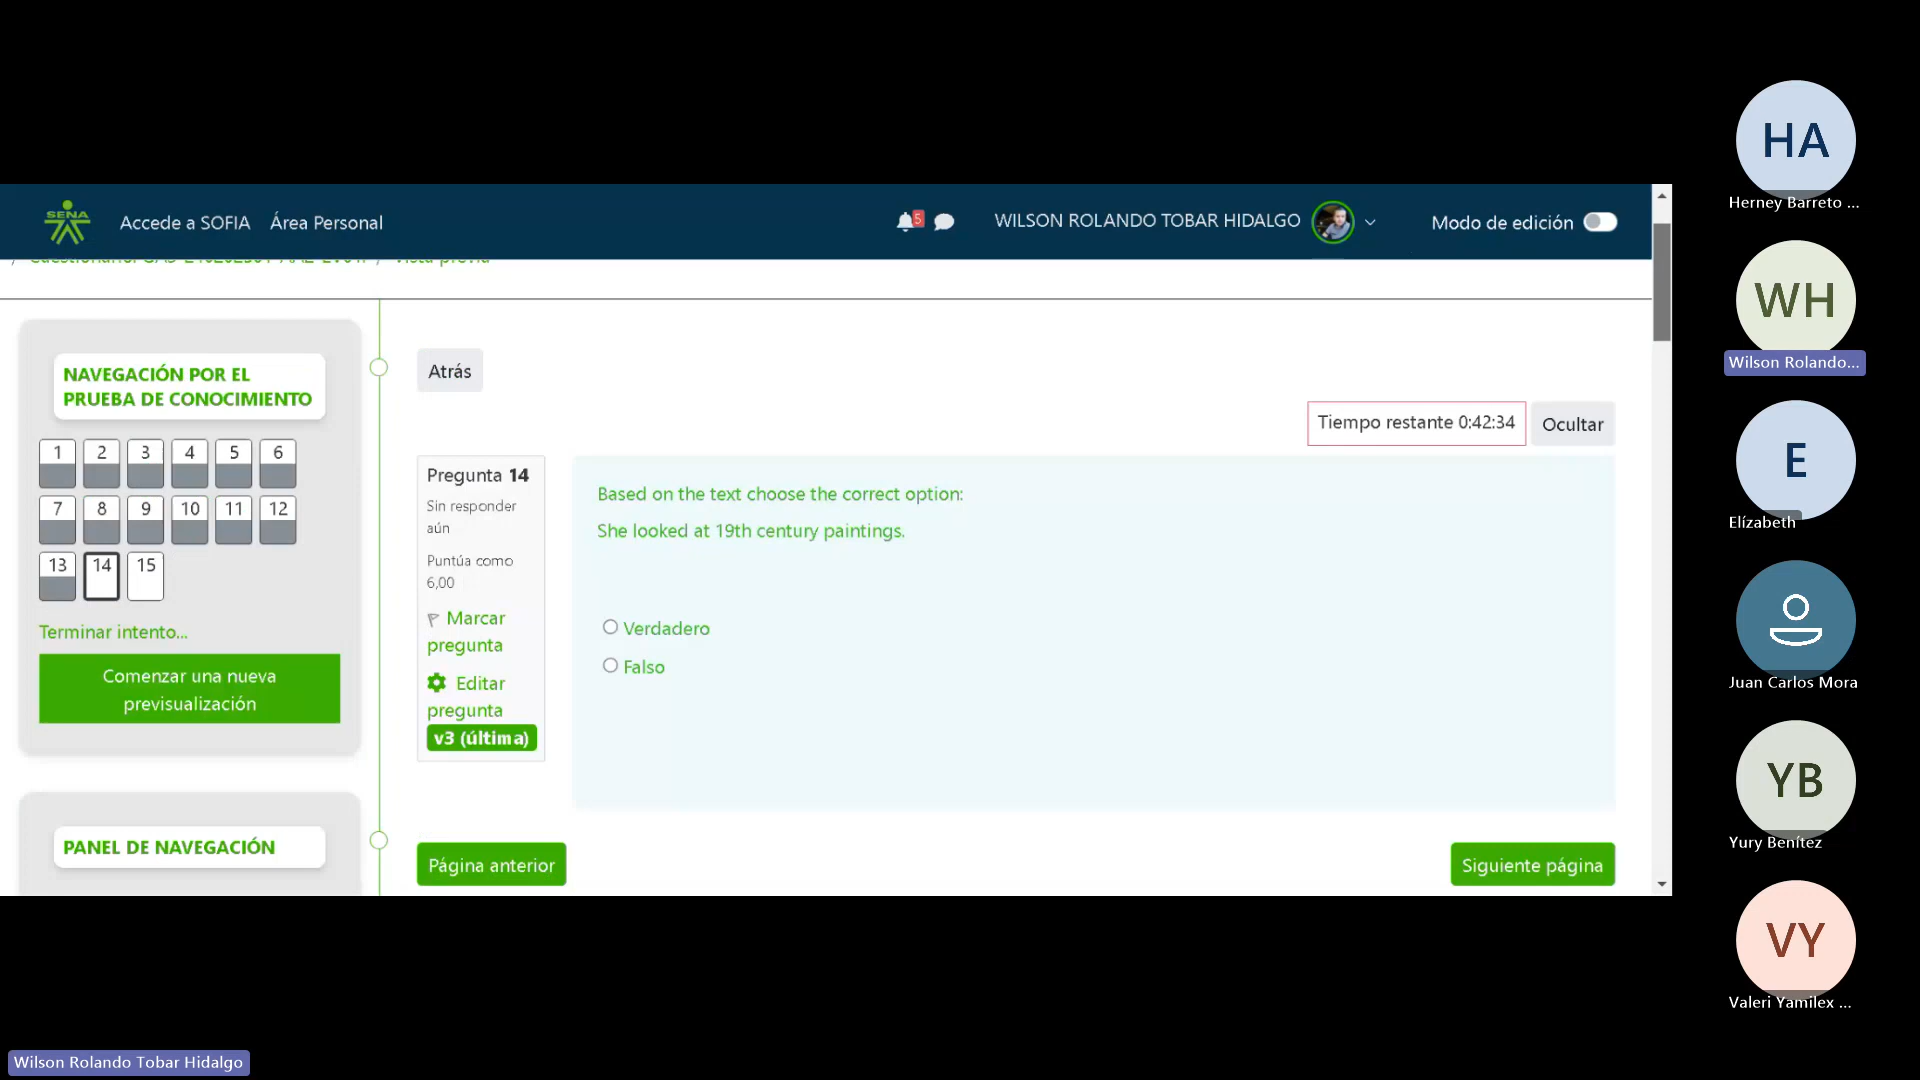 SENA
Accede a SOFIA
Área Personal
5
WILSON ROLANDO TOBAR HIDALGO
Modo de edición
NAVEGACIÓN POR EL
PRUEBA DE CONOCIMIENTO
1 2 3 4 5 6
7 8 9 10 11 12
13 14 15
Terminar intento...
Comenzar una nueva
previsualización
PANEL DE NAVEGACIÓN
Atrás
Tiempo restante 0:42:34
Ocultar
Pregunta 14
Sin responder
aún
Puntúa como
6,00
Marcar
pregunta
Editar
pregunta
v3 (última)
Based on the text choose the correct option:
She looked at 19th century paintings.
Verdadero
Falso
Página anterior
Siguiente página
HA
Herney Barreto ...
WH
Wilson Rolando...
E
Elízabeth
Juan Carlos Mora
YB
Yury Benítez
VY
Valeri Yamilex ...
Wilson Rolando Tobar Hidalgo